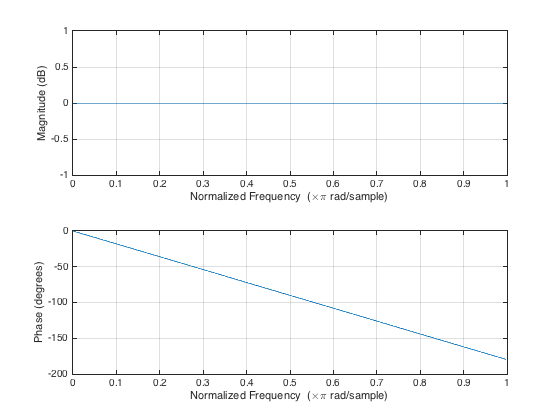 1
0.5
0
-0.5
-1
Magnitude (dB)
0 0.1 0.2 0.3 0.4 0.5 0.6 0.7 0.8 0.9 1
Normalized Frequency (×π rad/sample)
0
-50
-100
-150
-200
Phase (degrees)
0 0.1 0.2 0.3 0.4 0.5 0.6 0.7 0.8 0.9 1
Normalized Frequency (×π rad/sample)